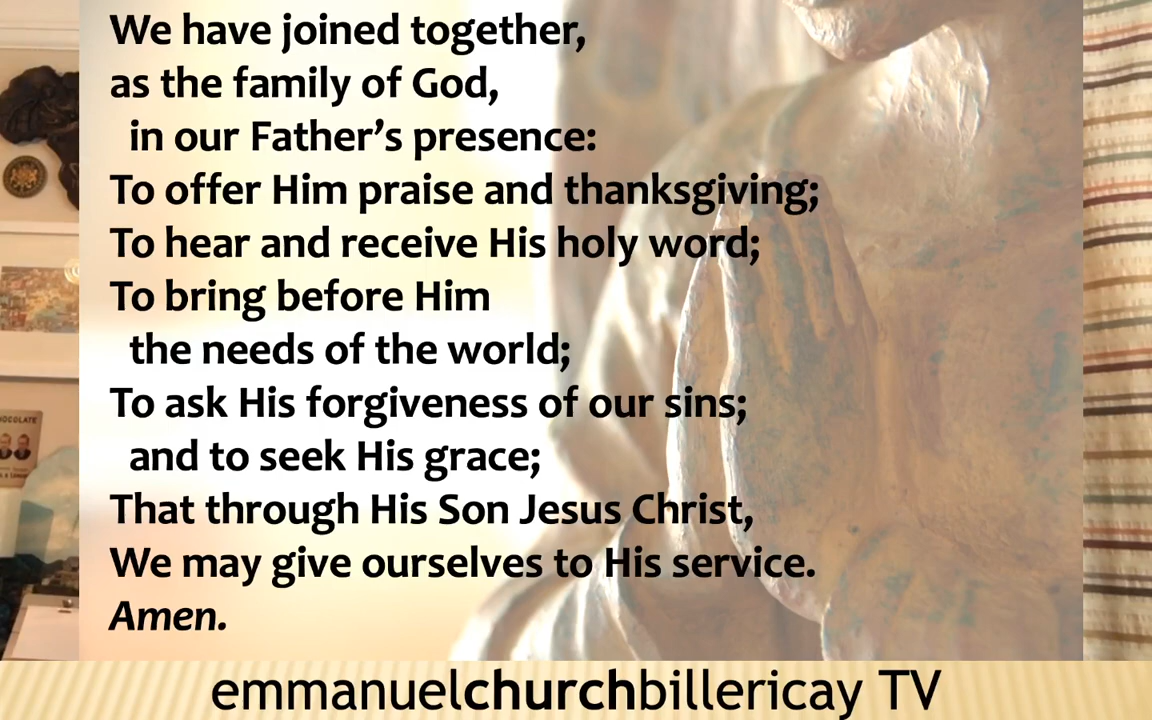 We have joined together,
as the family of God,
in our Father’s presence:
To offer Him praise and thanksgiving;
To hear and receive His holy word;
To bring before Him
the needs of the world;
To ask His forgiveness of our sins;
and to seek His grace;
That through His Son Jesus Christ,
We may give ourselves to His service.
Amen.
emmanuelchurchbillericay TV